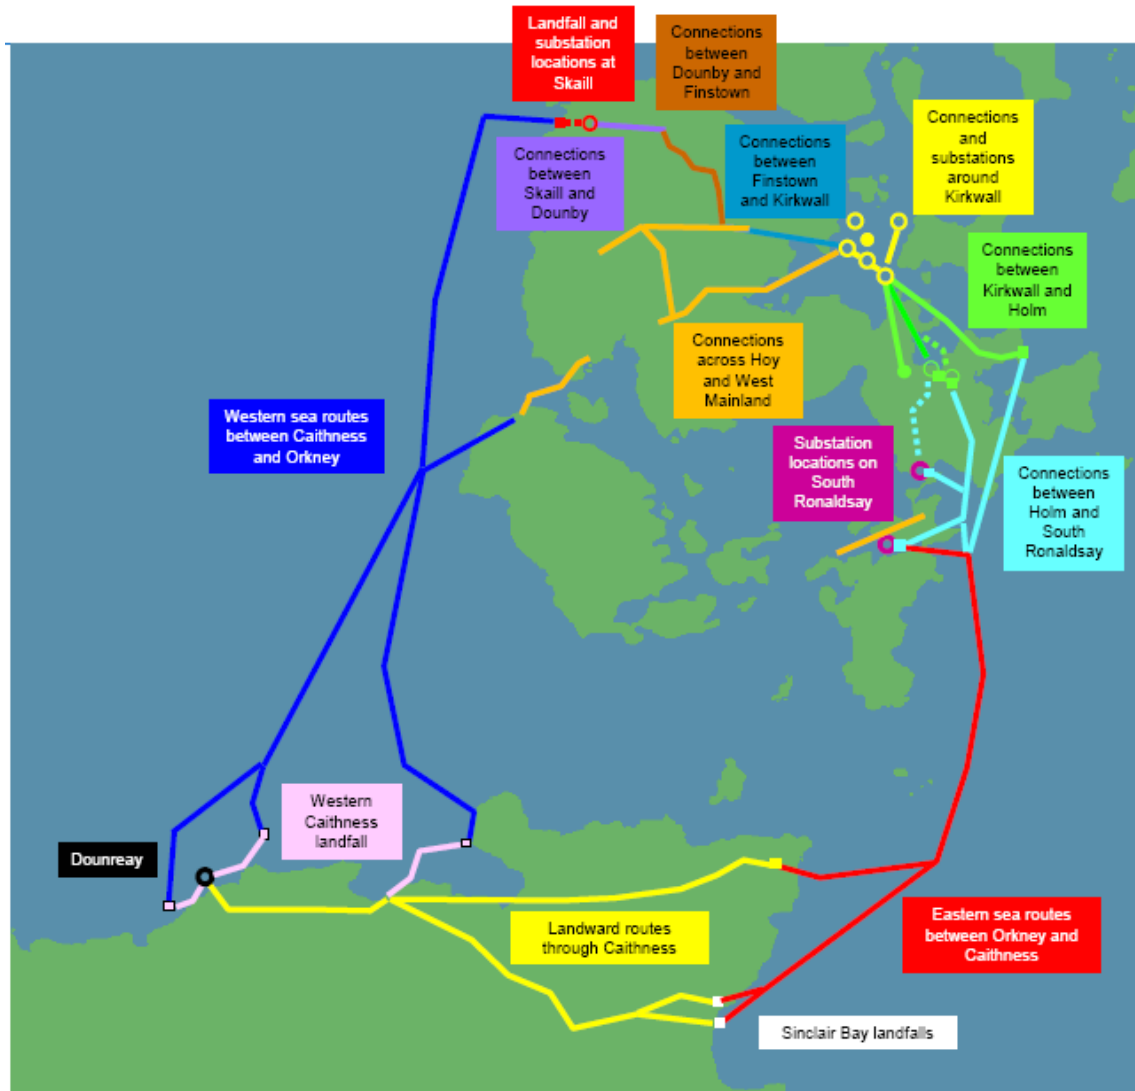 Landfall and
substation
locations at
Skaill
Connections
between
Dounby and
Finstown
Connections
and
substations
around
Kirkwall
Connections
between
Skaill and
Dounby
Connections
between
Finstown
and Kirkwall
Connections
between
Kirkwall and
Holm
Connections
across Hoy
and West
Mainland
Western sea routes
between Caithness
and Orkney
Substation
locations on
South
Ronaldsay
Connections
between
Holm and
South
Ronaldsay
Western
Caithness
landfall
Dounreay
Landward routes
through Caithness
Eastern sea routes
between Orkney and
Caithness
Sinclair Bay landfalls